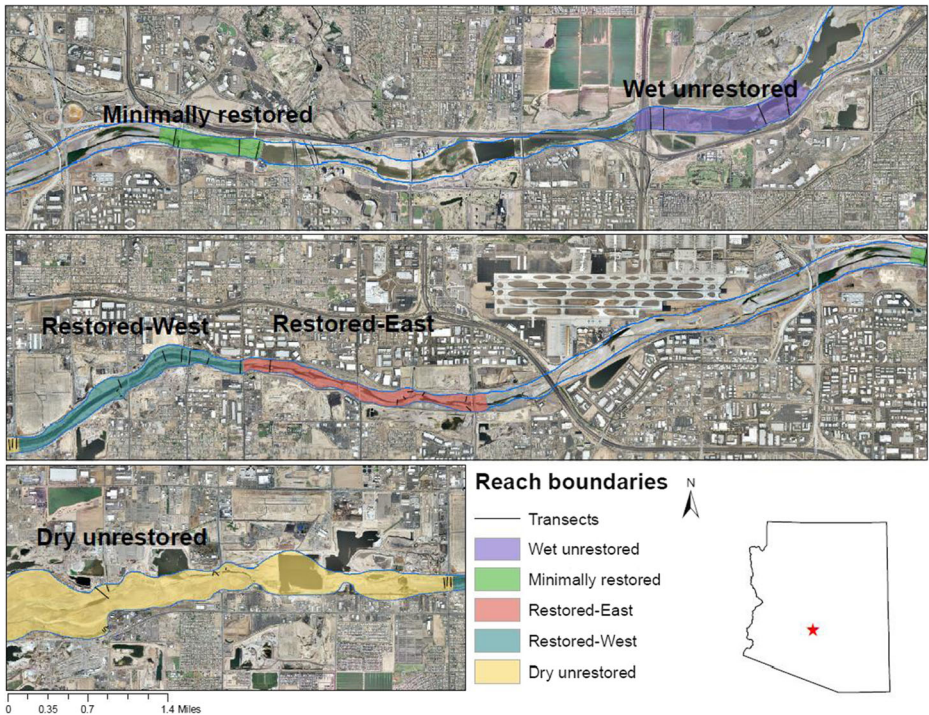 Wet unrestored
Minimally restored
Restored-West
Restored-East
Dry unrestored
Reach boundaries
N
Transects
Wet unrestored
Minimally restored
Restored-East
Restored-West
Dry unrestored
0 0.35 0.7 1.4 Miles